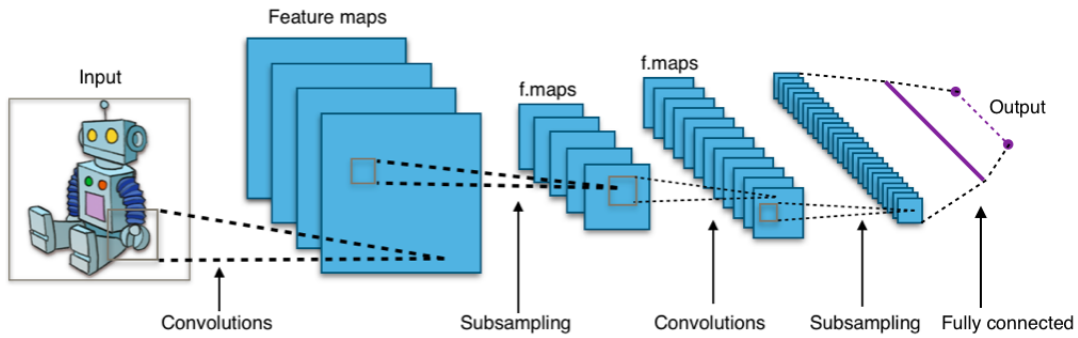 Feature maps
Input
f.maps
f.maps
Output
Convolutions
Subsampling
Convolutions
Subsampling
Fully connected